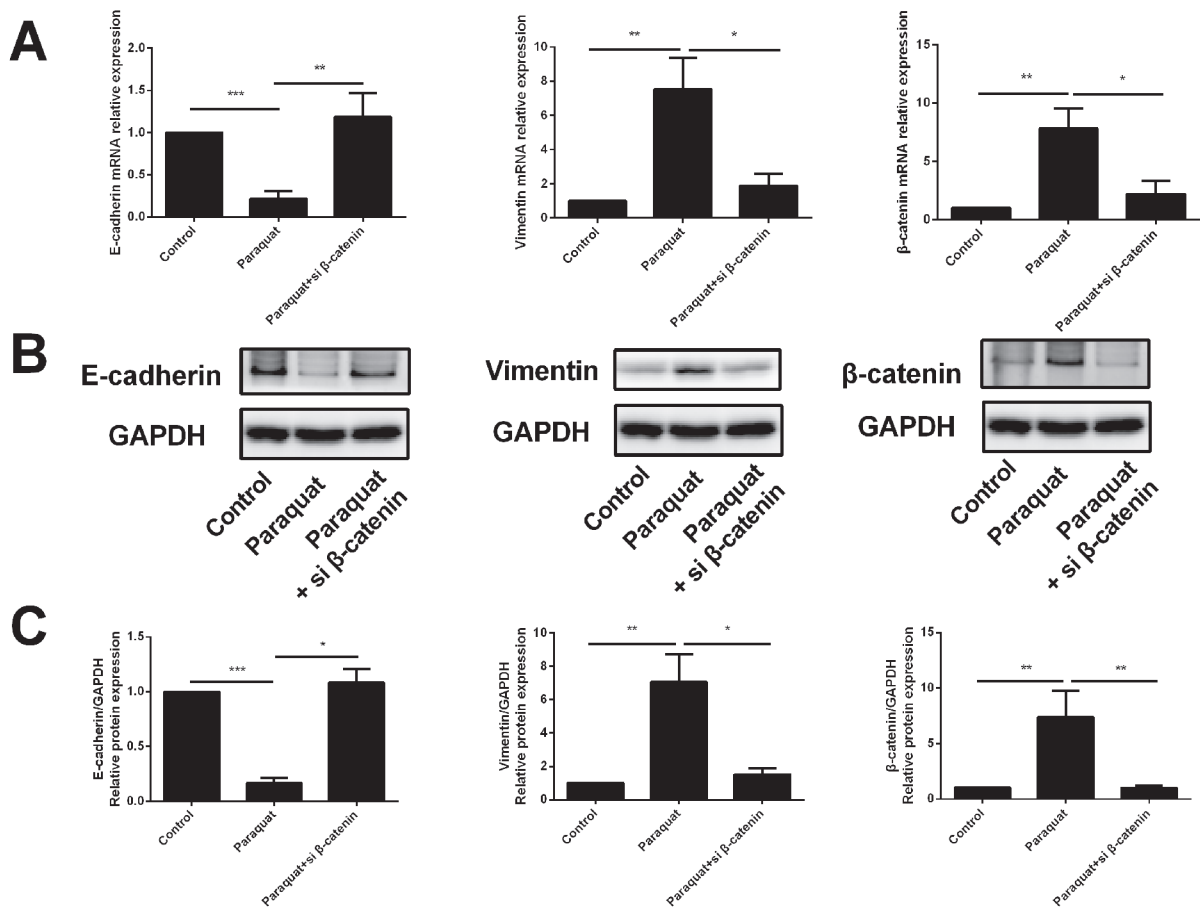 A
E-cadherin mRNA relative expression
2.0
1.5
1.0
0.5
0.0
***
**
Control
Paraquat
Paraquat+si β-catenin
Vimentin mRNA relative expression
10
8
6
4
2
0
**
*
Control
Paraquat
Paraquat+si β-catenin
β-catenin mRNA relative expression
15
10
5
0
**
*
Control
Paraquat
Paraquat+si β-catenin
B
E-cadherin
GAPDH
Control
Paraquat
Paraquat
+ si β-catenin
Vimentin
GAPDH
Control
Paraquat
Paraquat
+ si β-catenin
β-catenin
GAPDH
Control
Paraquat
Paraquat
+ si β-catenin
C
E-cadherin/GAPDH
Relative protein expression
1.5
1.0
0.5
0.0
***
*
Control
Paraquat
Paraquat+si β-catenin
Vimentin/GAPDH
Relative protein expression
10
8
6
4
2
0
**
*
Control
Paraquat
Paraquat+si β-catenin
β-catenin/GAPDH
Relative protein expression
15
10
5
0
**
**
Control
Paraquat
Paraquat+si β-catenin